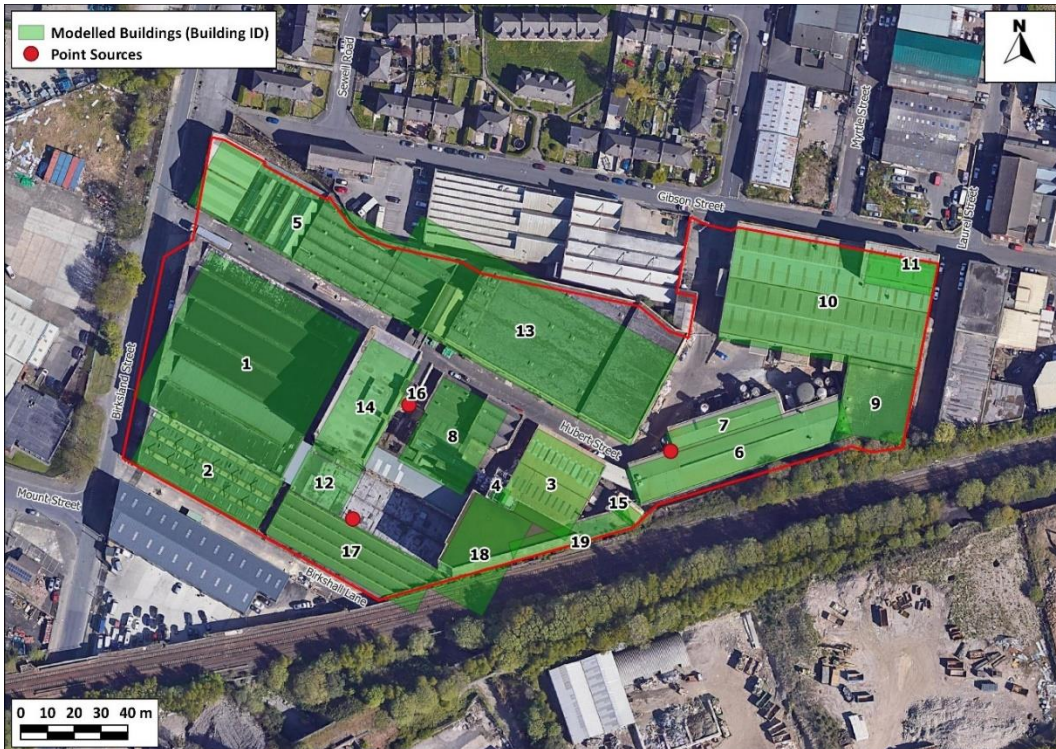 Modelled Buildings (Building ID)
Point Sources
N
Sewell Road
Myrtle Street
Gibson Street
Laurel Street
5
11
10
1
13
Birksland Street
16
14
8
7
9
Hubert Street
6
2
12
4
3
Mount Street
15
17
18
19
Birkshall Lane
0 10 20 30 40 m